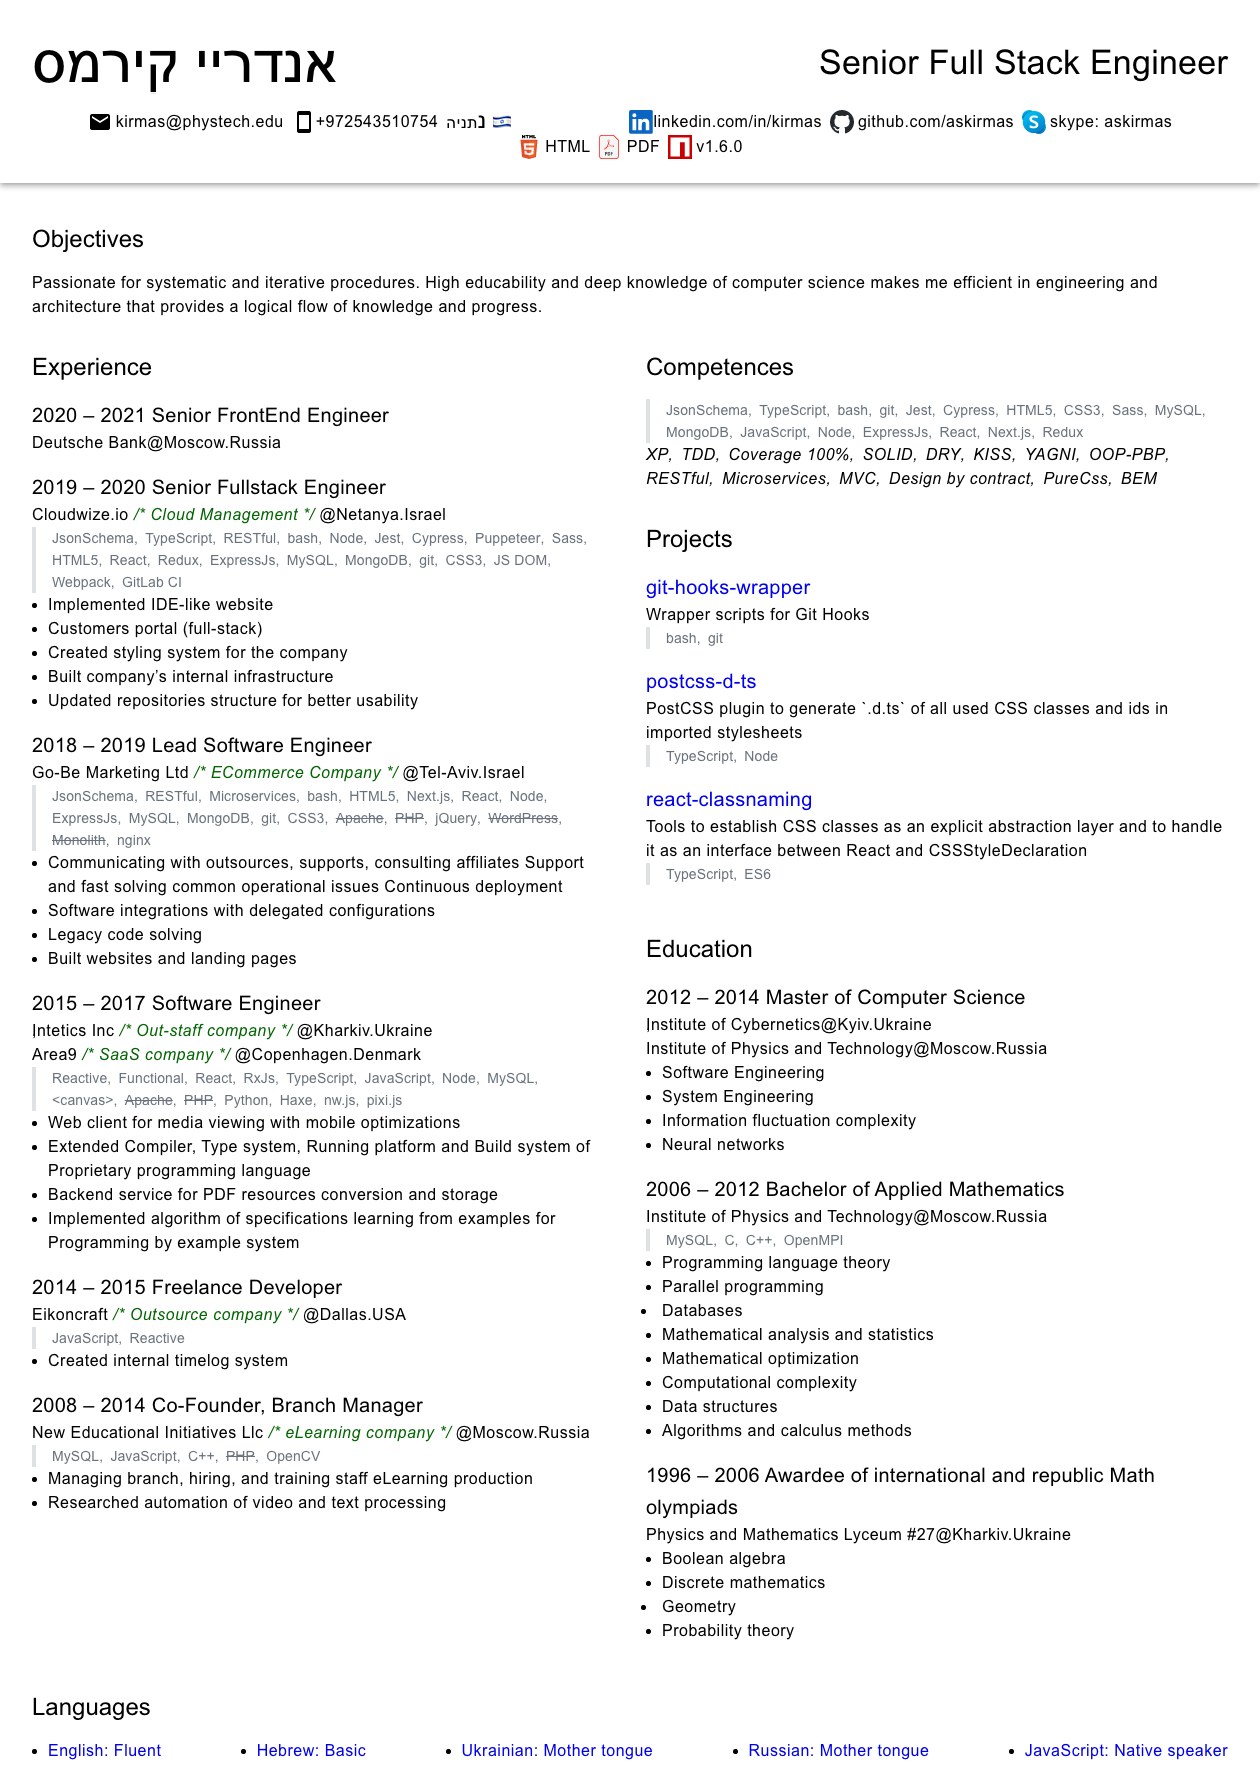 אנדריי קירמס
Senior Full Stack Engineer
kirmas@phystech.edu +972543510754 נתניה 🇮🇱
linkedin.com/in/kirmas github.com/askirmas skype: askirmas
HTML PDF v1.6.0
Objectives
Passionate for systematic and iterative procedures. High educability and deep knowledge of computer science makes me efficient in engineering and
architecture that provides a logical flow of knowledge and progress.
Experience
2020 – 2021 Senior FrontEnd Engineer
Deutsche Bank@Moscow.Russia
2019 – 2020 Senior Fullstack Engineer
Cloudwize.io /* Cloud Management */ @Netanya.Israel
JsonSchema, TypeScript, RESTful, bash, Node, Jest, Cypress, Puppeteer, Sass,
HTML5, React, Redux, ExpressJs, MySQL, MongoDB, git, CSS3, JS DOM,
Webpack, GitLab CI
• Implemented IDE-like website
• Customers portal (full-stack)
• Created styling system for the company
• Built company’s internal infrastructure
• Updated repositories structure for better usability
2018 – 2019 Lead Software Engineer
Go-Be Marketing Ltd /* ECommerce Company */ @Tel-Aviv.Israel
JsonSchema, RESTful, Microservices, bash, HTML5, Next.js, React, Node,
ExpressJs, MySQL, MongoDB, git, CSS3, Apache, PHP, jQuery, WordPress,
Monolith, nginx
• Communicating with outsources, supports, consulting affiliates Support
and fast solving common operational issues Continuous deployment
• Software integrations with delegated configurations
• Legacy code solving
• Built websites and landing pages
2015 – 2017 Software Engineer
Intetics Inc /* Out-staff company */ @Kharkiv.Ukraine
Area9 /* SaaS company */ @Copenhagen.Denmark
Reactive, Functional, React, RxJs, TypeScript, JavaScript, Node, MySQL,
<canvas>, Apache, PHP, Python, Haxe, nw.js, pixi.js
• Web client for media viewing with mobile optimizations
• Extended Compiler, Type system, Running platform and Build system of
Proprietary programming language
• Backend service for PDF resources conversion and storage
• Implemented algorithm of specifications learning from examples for
Programming by example system
2014 – 2015 Freelance Developer
Eikoncraft /* Outsource company */ @Dallas.USA
JavaScript, Reactive
• Created internal timelog system
2008 – 2014 Co-Founder, Branch Manager
New Educational Initiatives Llc /* eLearning company */ @Moscow.Russia
MySQL, JavaScript, C++, PHP, OpenCV
• Managing branch, hiring, and training staff eLearning production
• Researched automation of video and text processing
Competences
JsonSchema, TypeScript, bash, git, Jest, Cypress, HTML5, CSS3, Sass, MySQL,
MongoDB, JavaScript, Node, ExpressJs, React, Next.js, Redux
XP, TDD, Coverage 100%, SOLID, DRY, KISS, YAGNI, OOP-PBP,
RESTful, Microservices, MVC, Design by contract, PureCss, BEM
Projects
git-hooks-wrapper
Wrapper scripts for Git Hooks
bash, git
postcss-d-ts
PostCSS plugin to generate `.d.ts` of all used CSS classes and ids in
imported stylesheets
TypeScript, Node
react-classnaming
Tools to establish CSS classes as an explicit abstraction layer and to handle
it as an interface between React and CSSStyleDeclaration
TypeScript, ES6
Education
2012 – 2014 Master of Computer Science
Institute of Cybernetics@Kyiv.Ukraine
Institute of Physics and Technology@Moscow.Russia
• Software Engineering
• System Engineering
• Information fluctuation complexity
• Neural networks
2006 – 2012 Bachelor of Applied Mathematics
Institute of Physics and Technology@Moscow.Russia
MySQL, C, C++, OpenMPI
• Programming language theory
• Parallel programming
• Databases
• Mathematical analysis and statistics
• Mathematical optimization
• Computational complexity
• Data structures
• Algorithms and calculus methods
1996 – 2006 Awardee of international and republic Math
olympiads
Physics and Mathematics Lyceum #27@Kharkiv.Ukraine
• Boolean algebra
• Discrete mathematics
• Geometry
• Probability theory
Languages
• English: Fluent • Hebrew: Basic • Ukrainian: Mother tongue • Russian: Mother tongue • JavaScript: Native speaker